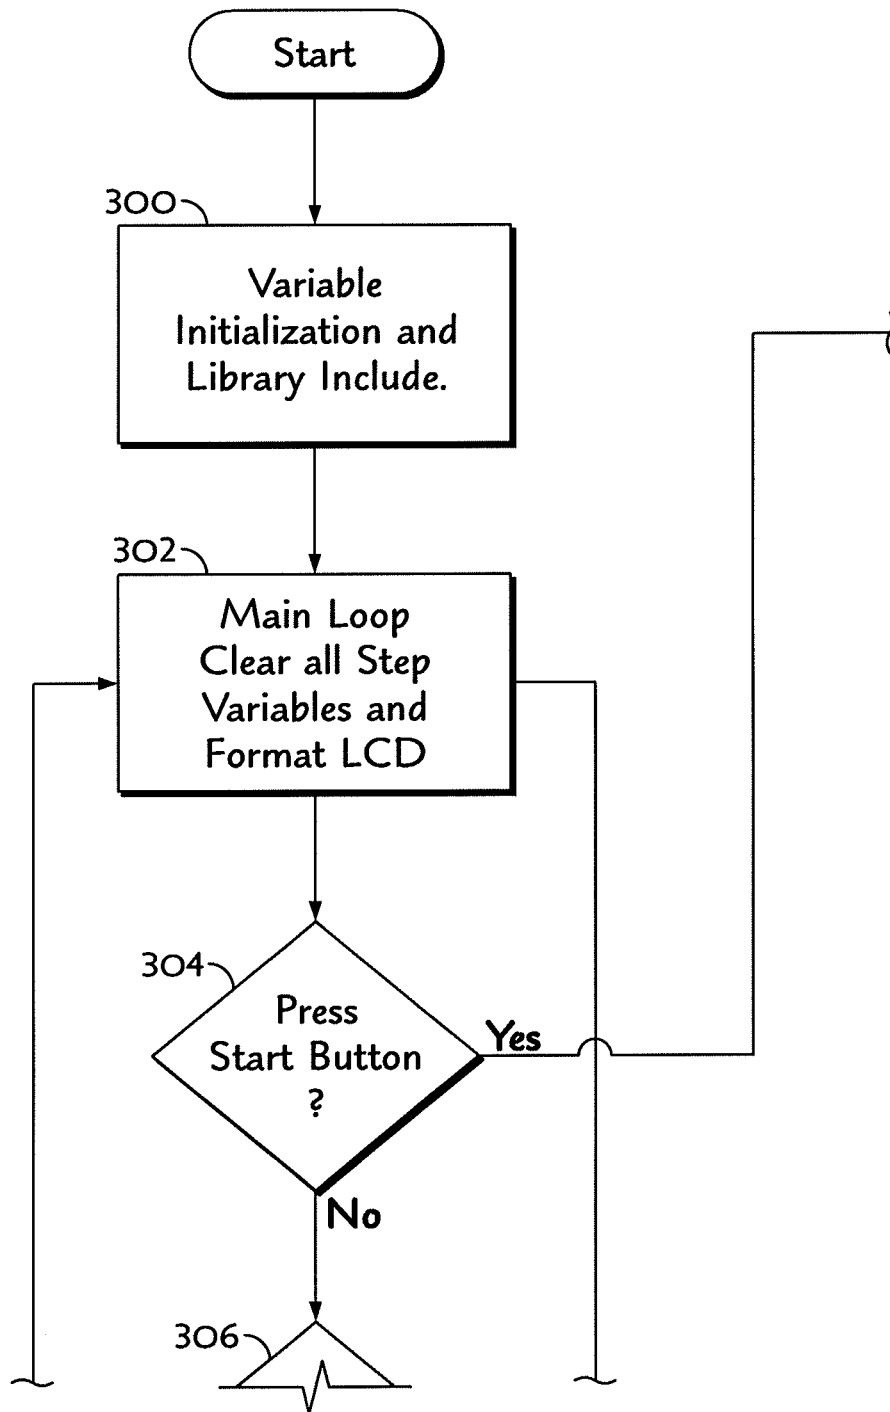 Start
300
Variable
Initialization and
Library Include.
302
Main Loop
Clear all Step
Variables and
Format LCD
304
Press
Start Button
?
Yes
No
306